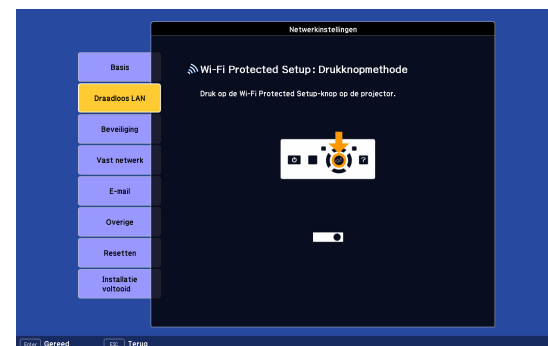 Netwerkinstellingen
Basis
Draadloos LAN
Beveiliging
Vast netwerk
E-mail
Overige
Resetten
Installatie
voltooid
Wi-Fi Protected Setup: Drukknopmethode
Druk op de Wi-Fi Protected Setup-knop op de projector.
?
Enter Gereed ESC Terug